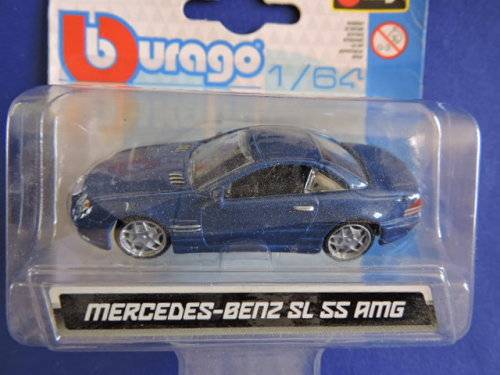 Burago
1/64
MERCEDES-BENZ SL 55 AMG